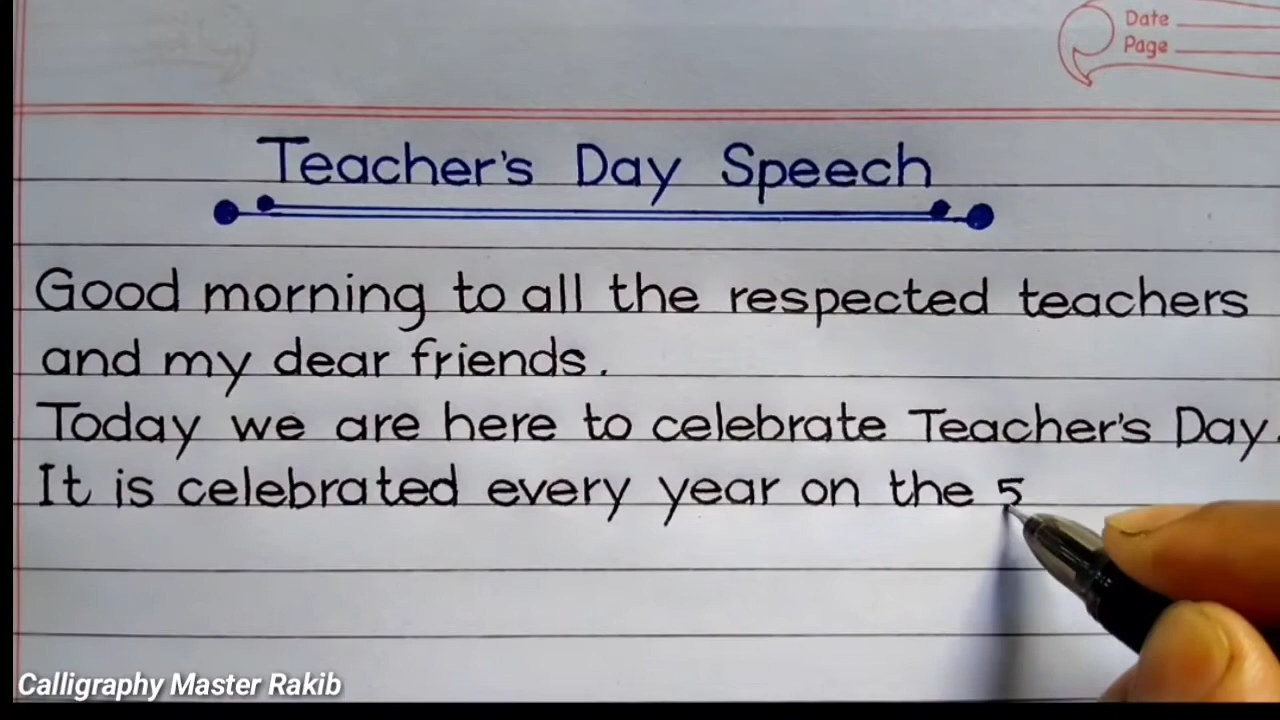 Date
Page
Teacher's Day Speech
Good morning to all the respected teachers
and my dear friends.
Today we are here to celebrate Teacher's Day.
It is celebrated every year on the 5
Calligraphy Master Rakib